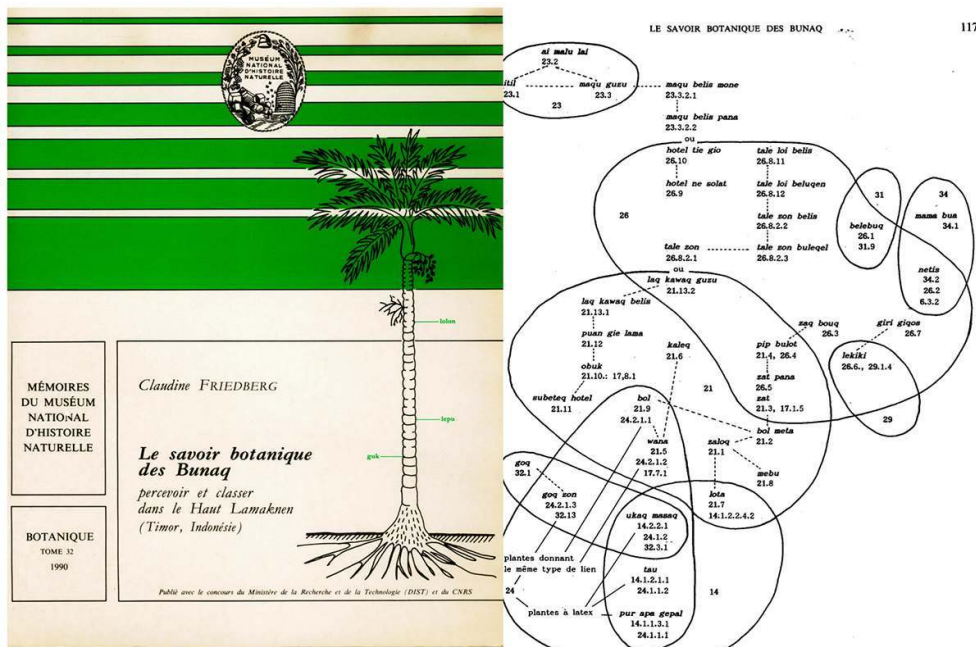 MUSÉUM
NATIONAL
D'HISTOIRE
NATURELLE
lolon
lepu
guk
MÉMOIRES
DU MUSÉUM
NATIONAL
D'HISTOIRE
NATURELLE
BOTANIQUE
TOME 32
1990
Claudine FRIEDBERG
Le savoir botanique
des Bunaq
percevoir et classer
dans le Haut Lamaknen
(Timor, Indonésie)
Publié avec le concours du Ministère de la Recherche et de la Technologie (DIST) et du CNRS
LE SAVOIR BOTANIQUE DES BUNAQ
117
ai malu lai
23.2
itil
23.1
maqu guzu
23.3
23
maqu belis mone
23.3.2.1
maqu belis pana
23.3.2.2
ou
hotel tie gio
26.10
hotel ne solat
26.9
tale loi belis
26.8.11
tale loi beluqen
26.8.12
tale zon belis
26.8.2.2
tale zon
26.8.2.1
tale zon buleqel
26.8.2.3
26
31
belebuq
26.1
31.9
34
mama bua
34.1
netis
34.2
26.2
6.3.2
ou
laq kawaq guzu
21.13.2
laq kawaq belis
21.13.1
puan gie lama
21.12
obuk
21.10.: 17,8.1
subeteq hotel
21.11
kaleq
21.6
zaq bouq
26.3
pip bulot
21.4, 26.4
zat pana
26.5
zat
21.3, 17.1.5
giri giqos
26.7
lekiki
26.6., 29.1.4
29
21
bol
21.9
24.2.1.1
bol meta
21.2
wana
21.5
24.2.1.2
17.7.1
zaloq
21.1
mebu
21.8
lota
21.7
14.1.2.2.4.2
goq
32.1
goq zon
24.2.1.3
32.13
ukaq masaq
14.2.2.1
24.1.2
32.3.1
plantes donnant
le même type de lien
tau
14.1.2.1.1
24.1.1.2
24
plantes à latex
pur apa gepal
14.1.1.3.1
24.1.1.1
14